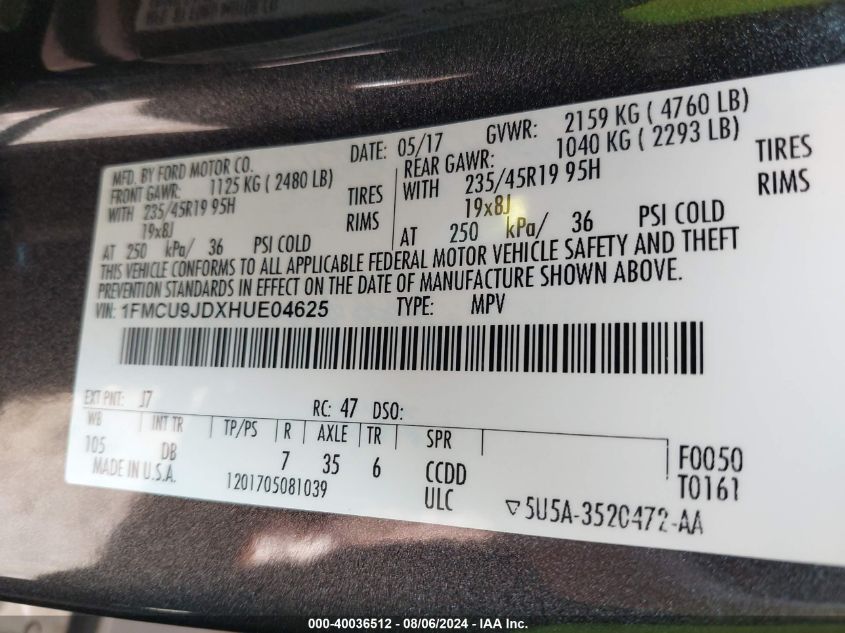 MFD. BY FORD MOTOR CO.
DATE: 05/17 GVWR: 2159 KG ( 4760 LB)
FRONT GAWR: 1125 KG ( 2480 LB)
REAR GAWR: 1040 KG ( 2293 LB)
WITH 235/45R19 95H TIRES
WITH 235/45R19 95H TIRES
19x8J RIMS
19x8J RIMS
AT 250 kPa/ 36 PSI COLD
AT 250 kPa/ 36 PSI COLD
THIS VEHICLE CONFORMS TO ALL APPLICABLE FEDERAL MOTOR VEHICLE SAFETY AND THEFT
PREVENTION STANDARDS IN EFFECT ON THE DATE OF MANUFACTURE SHOWN ABOVE.
VIN: 1FMCU9JDXHUE04625 TYPE: MPV
EXT PNT: J7 RC: 47 DSO:
WB INT TR TP/PS R AXLE TR SPR
105 DB 7 35 6 CCDD F0050
MADE IN U.S.A. 1201705081039 ULC T0161
▽5U5A-3520472-AA
000-40036512 - 08/06/2024 - IAA Inc.